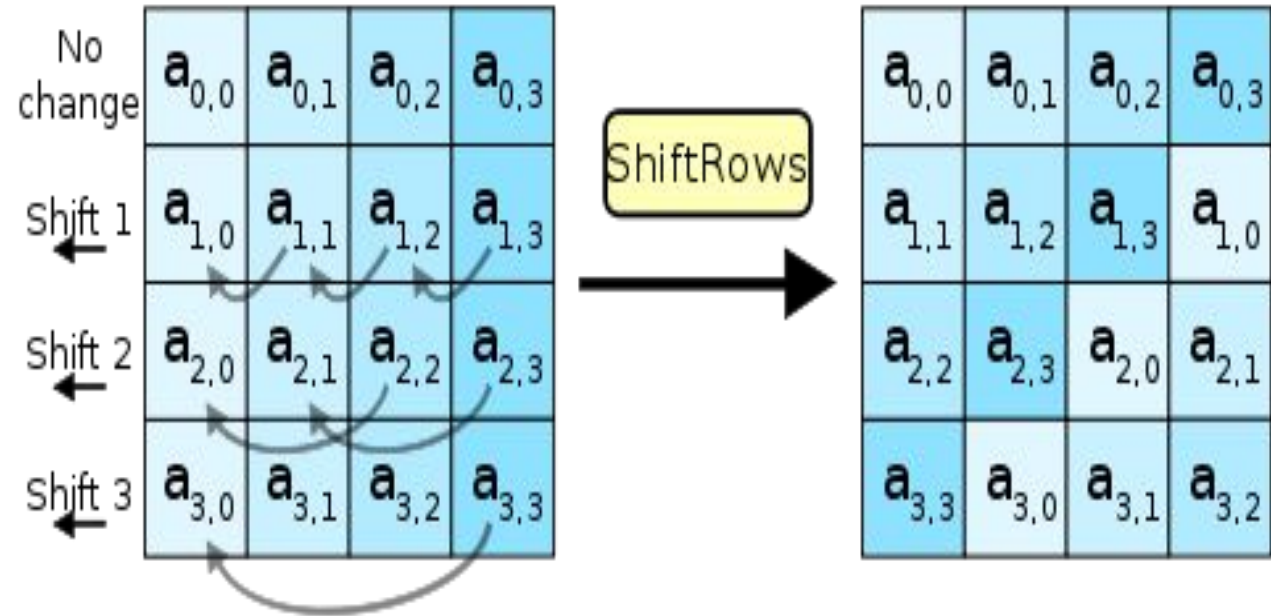 No
change
a0,0 a0,1 a0,2 a0,3
Shift 1
a1,0 a1,1 a1,2 a1,3
Shift 2
a2,0 a2,1 a2,2 a2,3
Shift 3
a3,0 a3,1 a3,2 a3,3
ShiftRows
a0,0 a0,1 a0,2 a0,3
a1,1 a1,2 a1,3 a1,0
a2,2 a2,3 a2,0 a2,1
a3,3 a3,0 a3,1 a3,2